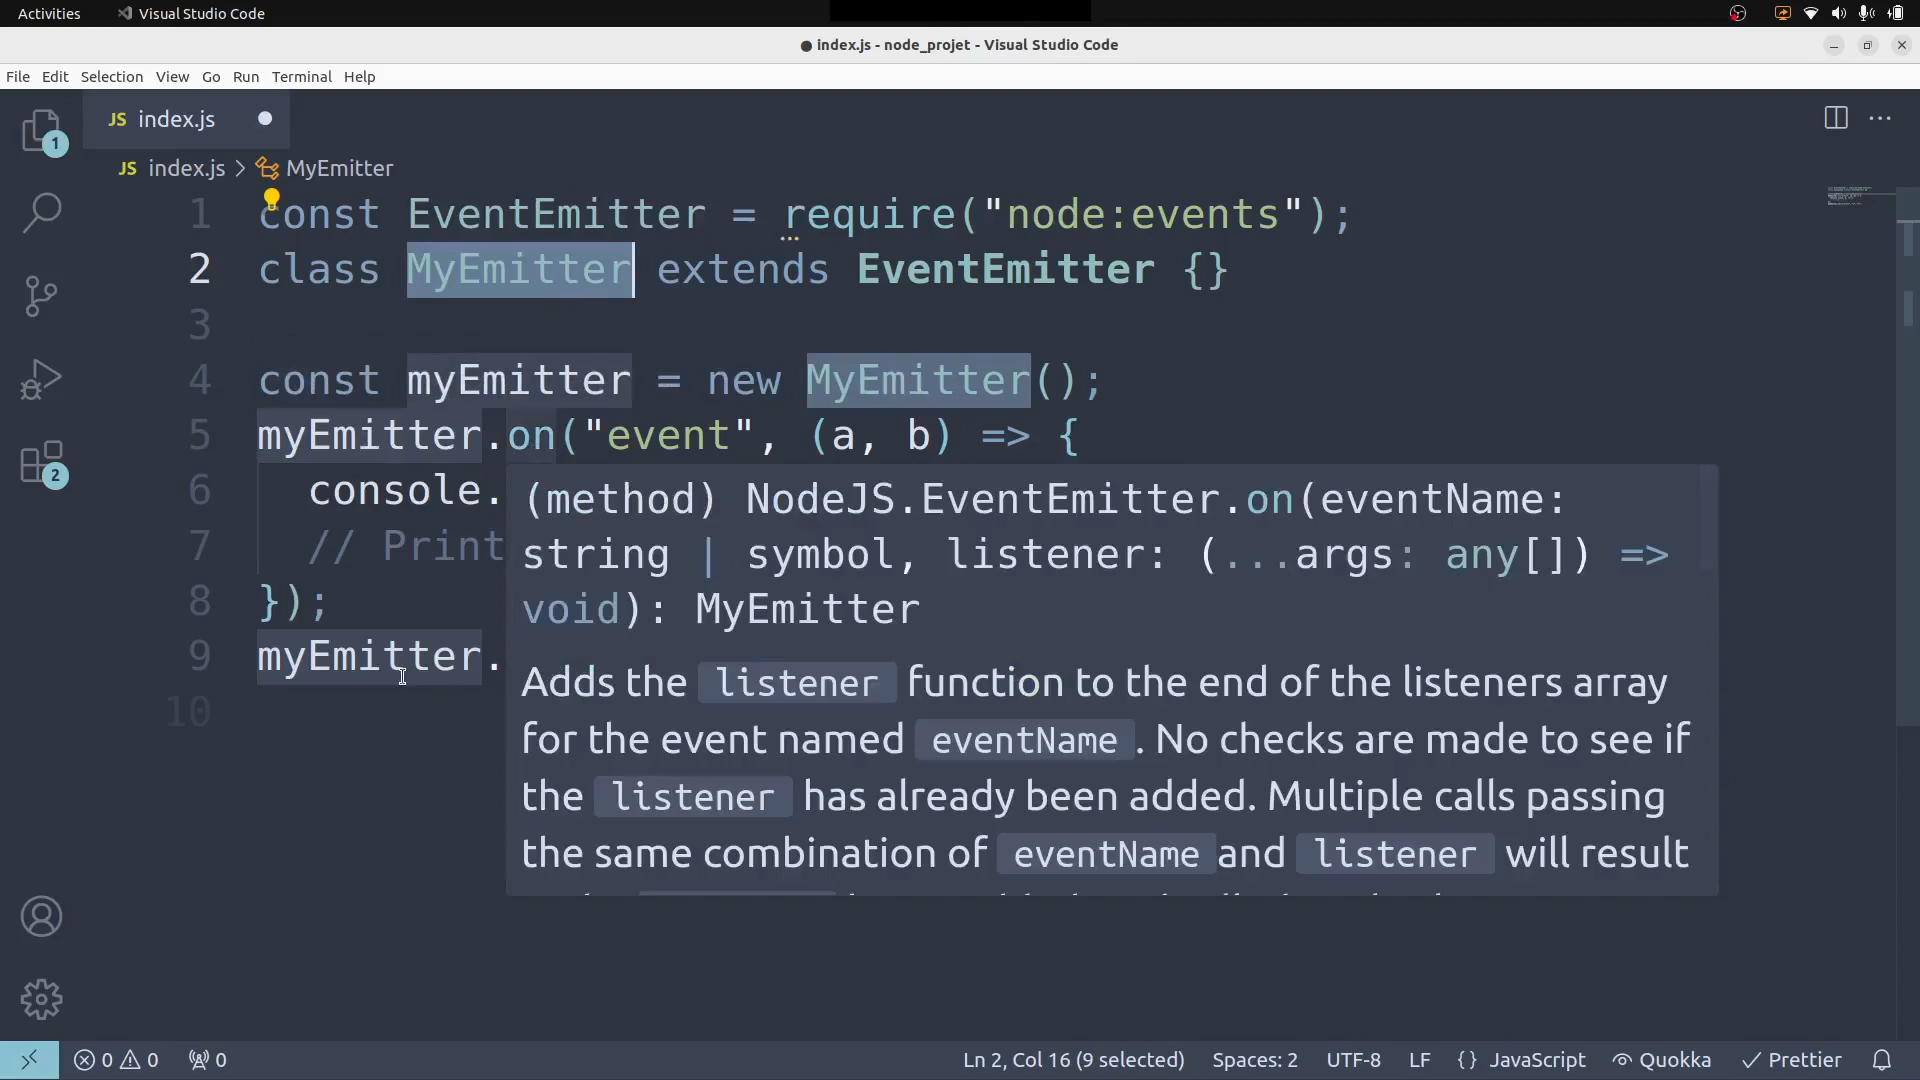 Activities Visual Studio Code
● index.js - node_projet - Visual Studio Code
File Edit Selection View Go Run Terminal Help
1
JS index.js
JS index.js > MyEmitter
1 const EventEmitter = require("node:events");
2 class MyEmitter extends EventEmitter {}
3
4 const myEmitter = new MyEmitter();
5 myEmitter.on("event", (a, b) => {
6 console.
7 // Print
8 });
9 myEmitter.
10
2
(method) NodeJS.EventEmitter.on(eventName:
string | symbol, listener: (...args: any[]) =>
void): MyEmitter
Adds the listener function to the end of the listeners array
for the event named eventName. No checks are made to see if
the listener has already been added. Multiple calls passing
the same combination of eventName and listener will result
0 0 0 Ln 2, Col 16 (9 selected) Spaces: 2 UTF-8 LF {} JavaScript Quokka Prettier